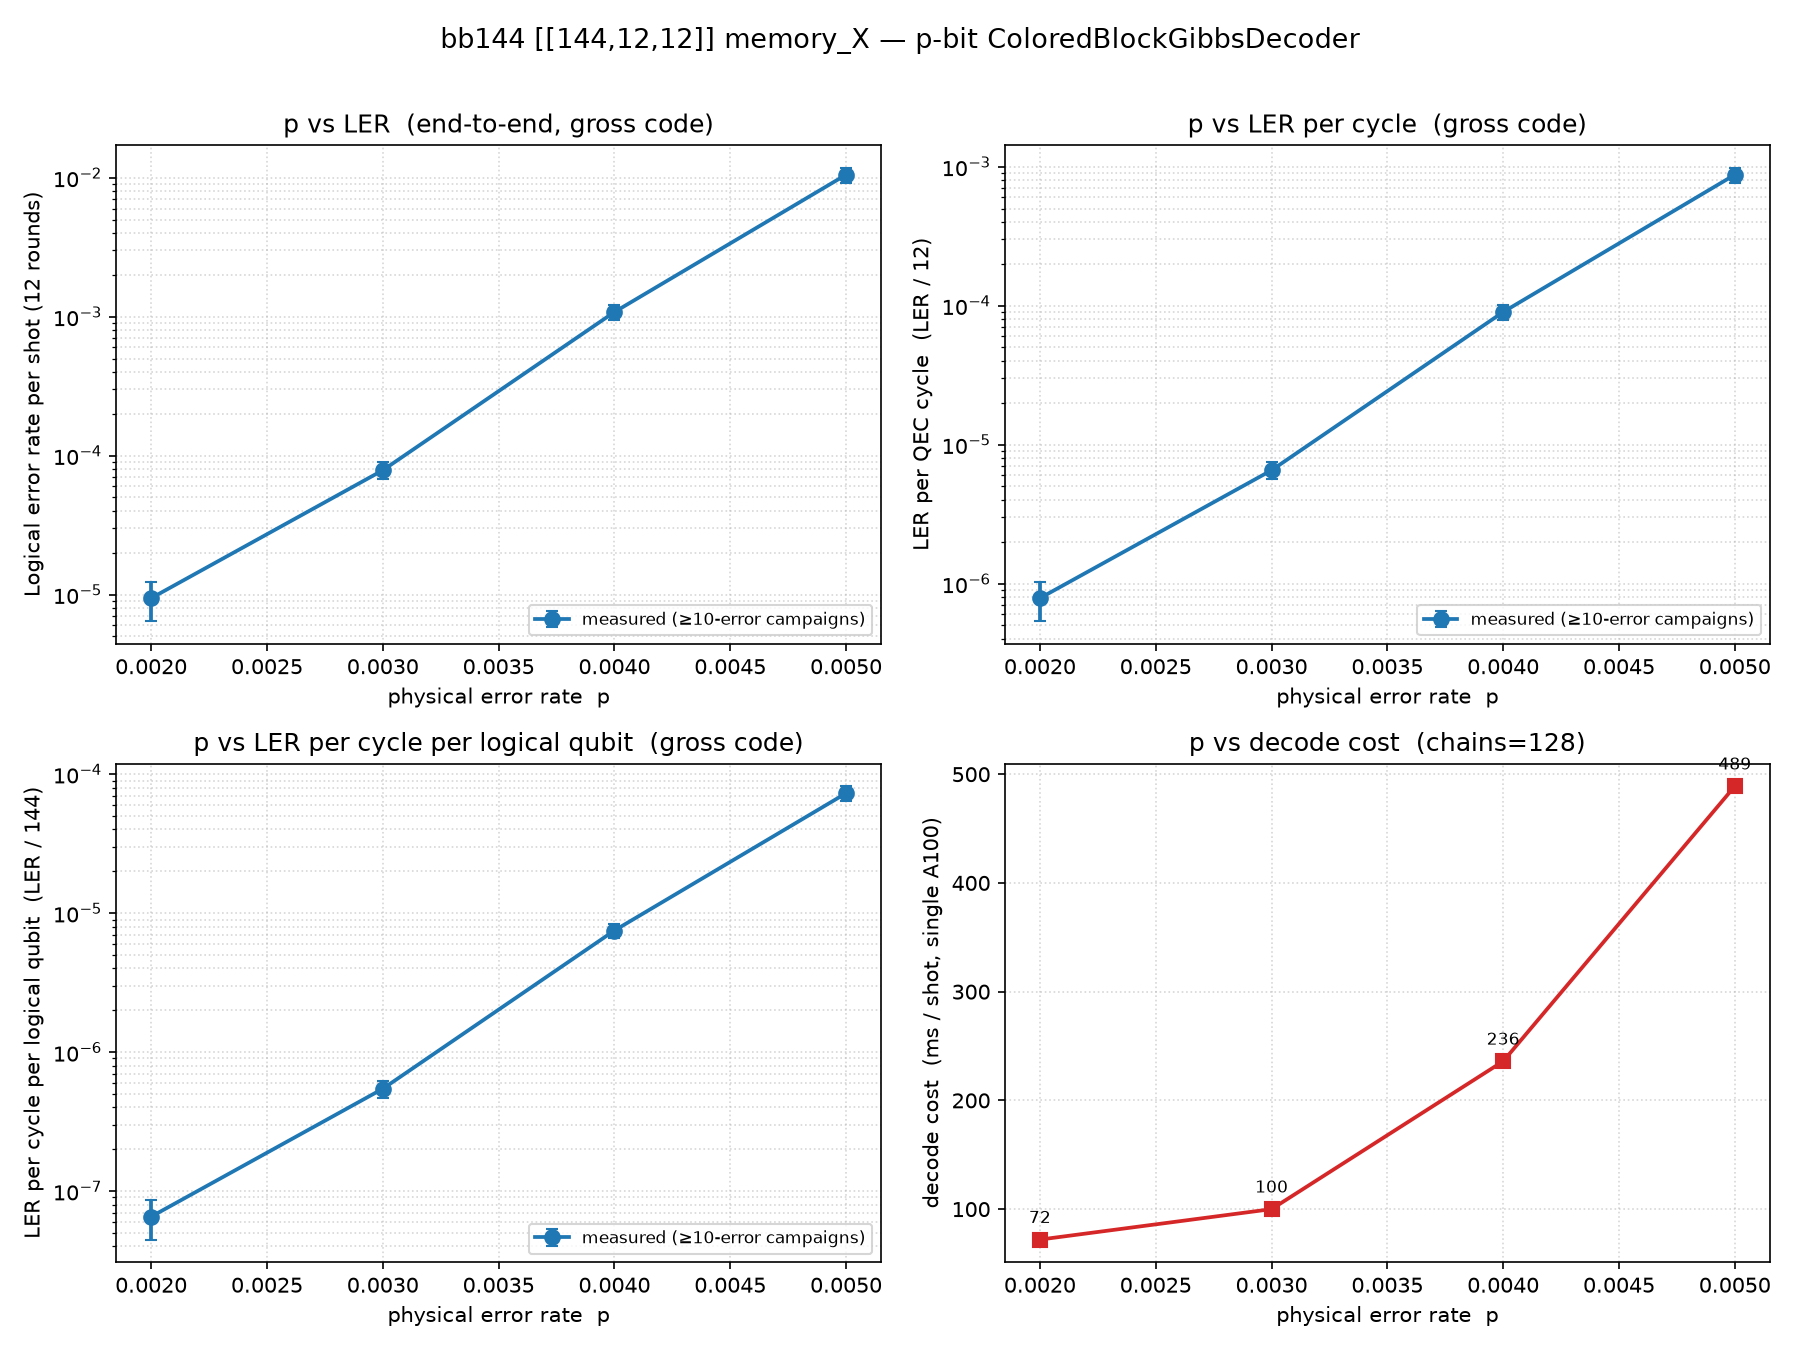 bb144 [[144,12,12]] memory_X — p-bit ColoredBlockGibbsDecoder
p vs LER (end-to-end, gross code)
Logical error rate per shot (12 rounds)
10⁻²
10⁻³
10⁻⁴
10⁻⁵
measured (≥10-error campaigns)
0.0020 0.0025 0.0030 0.0035 0.0040 0.0045 0.0050
physical error rate p
p vs LER per cycle (gross code)
LER per QEC cycle (LER / 12)
10⁻³
10⁻⁴
10⁻⁵
10⁻⁶
measured (≥10-error campaigns)
0.0020 0.0025 0.0030 0.0035 0.0040 0.0045 0.0050
physical error rate p
p vs LER per cycle per logical qubit (gross code)
LER per cycle per logical qubit (LER / 144)
10⁻⁴
10⁻⁵
10⁻⁶
10⁻⁷
measured (≥10-error campaigns)
0.0020 0.0025 0.0030 0.0035 0.0040 0.0045 0.0050
physical error rate p
p vs decode cost (chains=128)
decode cost (ms / shot, single A100)
500
400
300
200
100
489
236
100
72
0.0020 0.0025 0.0030 0.0035 0.0040 0.0045 0.0050
physical error rate p